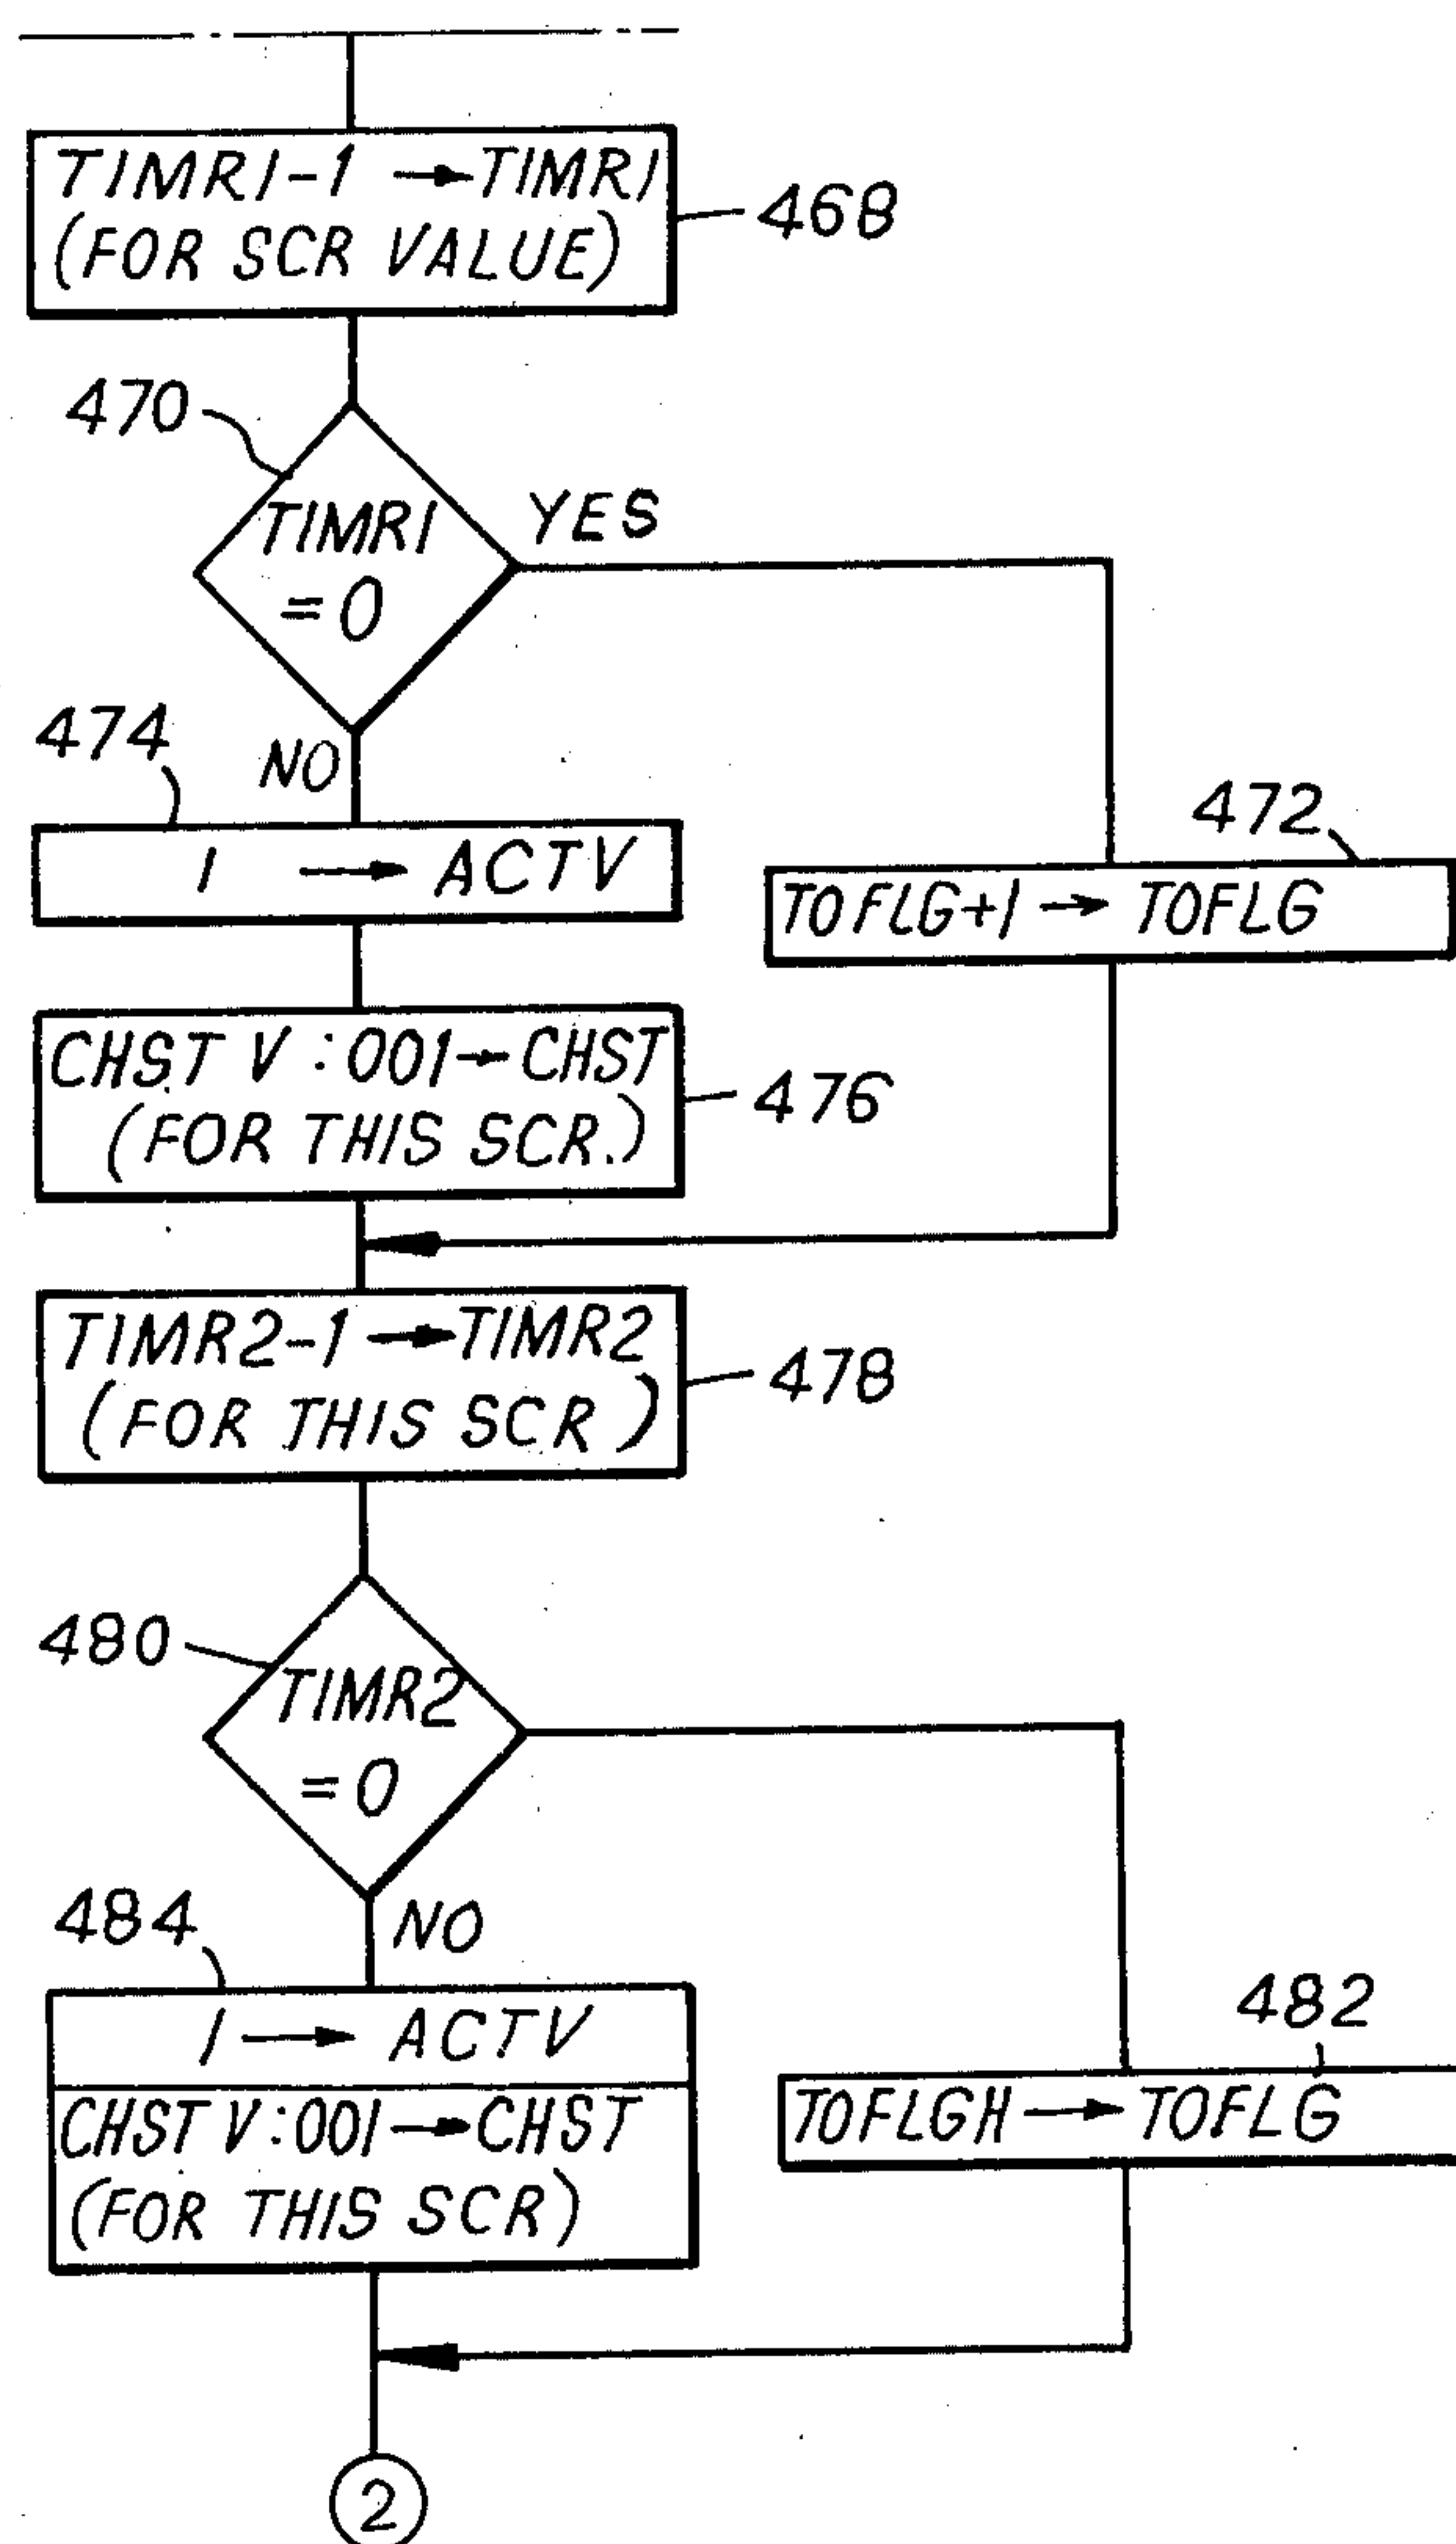 TIMR1-1 → TIMR1
(FOR SCR VALUE)
468
470
TIMR1
= 0
YES
NO
474
1 → ACTV
472
TOFLG+1 → TOFLG
CHST V :001 → CHST
(FOR THIS SCR.)
476
TIMR2-1 → TIMR2
(FOR THIS SCR)
478
480
TIMR2
= 0
NO
484
1 → ACTV
CHST V:001 → CHST
(FOR THIS SCR)
482
TOFLGH → TOFLG
2